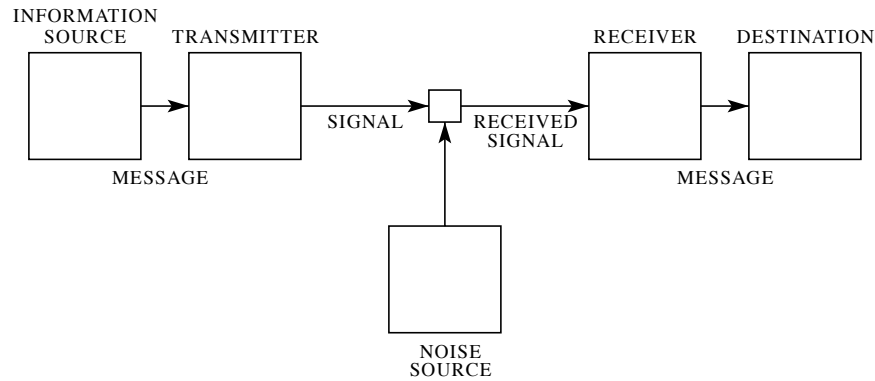 INFORMATION
SOURCE
TRANSMITTER
RECEIVER
DESTINATION
SIGNAL
RECEIVED
SIGNAL
MESSAGE
MESSAGE
NOISE
SOURCE